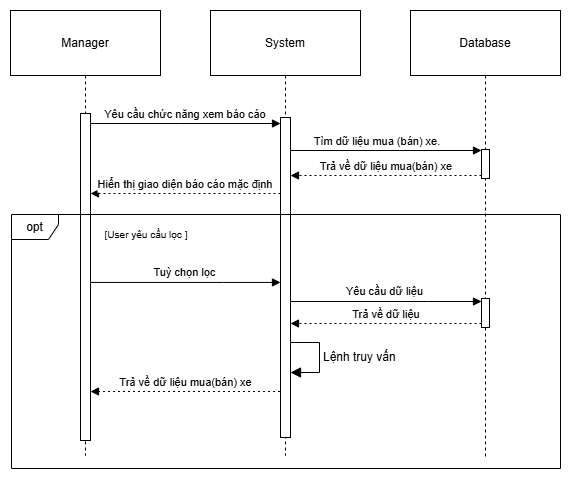 Manager
System
Database
Yêu cầu chức năng xem báo cáo
Tìm dữ liệu mua (bán) xe.
Trả về dữ liệu mua(bán) xe
Hiển thị giao diện báo cáo mặc định
opt
[User yêu cầu lọc ]
Tuỳ chọn lọc
Yêu cầu dữ liệu
Trả về dữ liệu
Lệnh truy vấn
Trả về dữ liệu mua(bán) xe